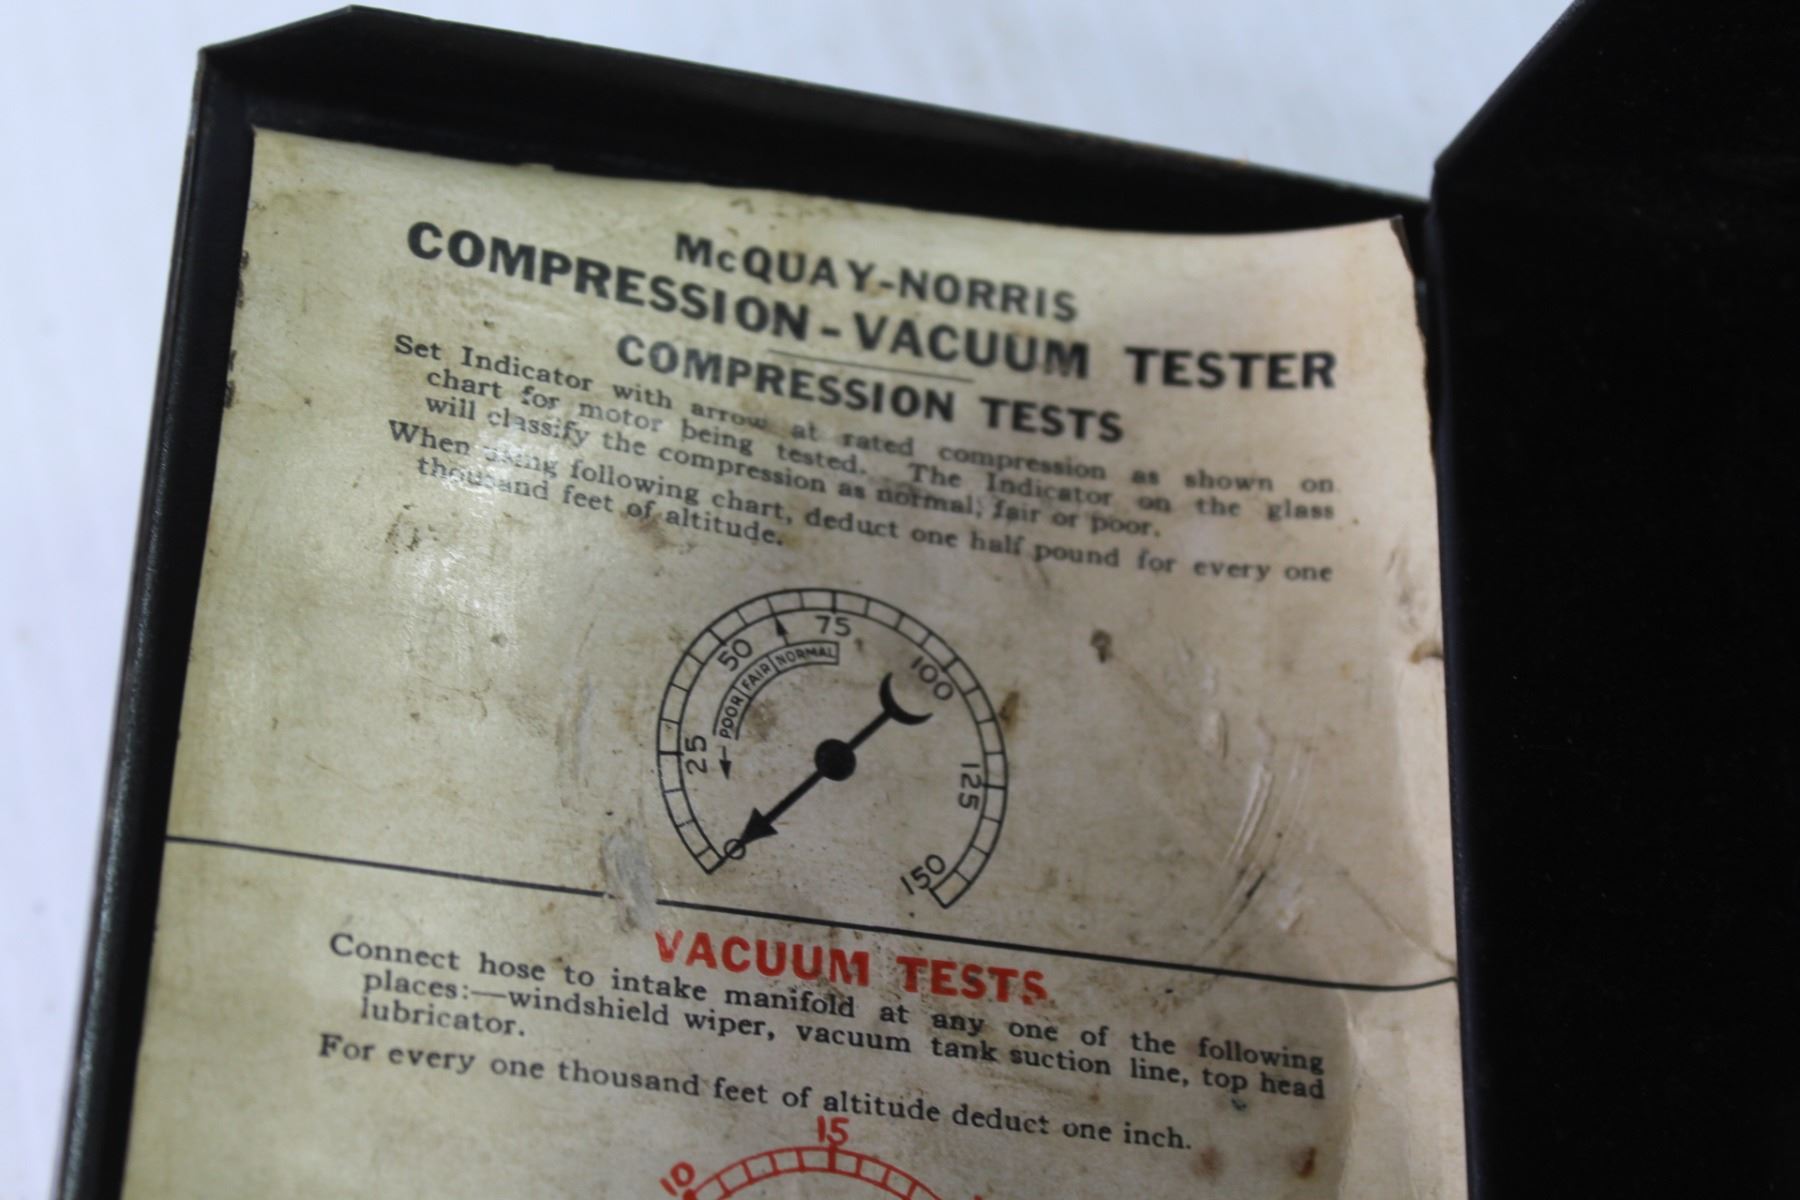 McQUAY-NORRIS
COMPRESSION-VACUUM TESTER
COMPRESSION TESTS
Set Indicator with arrow at rated compression as shown on
chart for motor being tested. The Indicator on the glass
will classify the compression as normal, fair or poor.
When using following chart, deduct one half pound for every one
thousand feet of altitude.
0
25
50
75
100
125
150
POOR
FAIR
NORMAL
VACUUM TESTS
Connect hose to intake manifold at any one of the following
places:—windshield wiper, vacuum tank suction line, top head
lubricator.
For every one thousand feet of altitude deduct one inch.
10
15